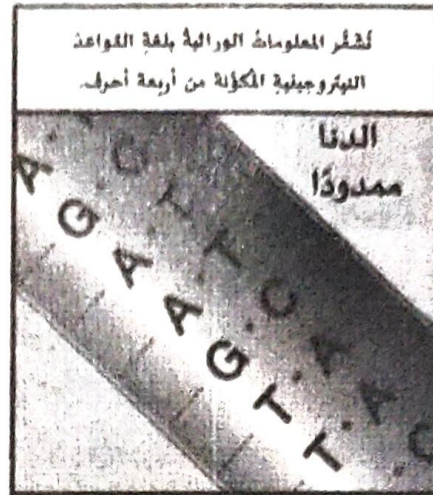 تُشفَّر المعلوماتُ الوراثيةُ بلغةِ القواعد
النيتروجينية المكوَّنة من أربعة أحرف.
الدنا
ممدودًا
A·T
G·C
A·T
A·T
G·C
T·A
T·A
C